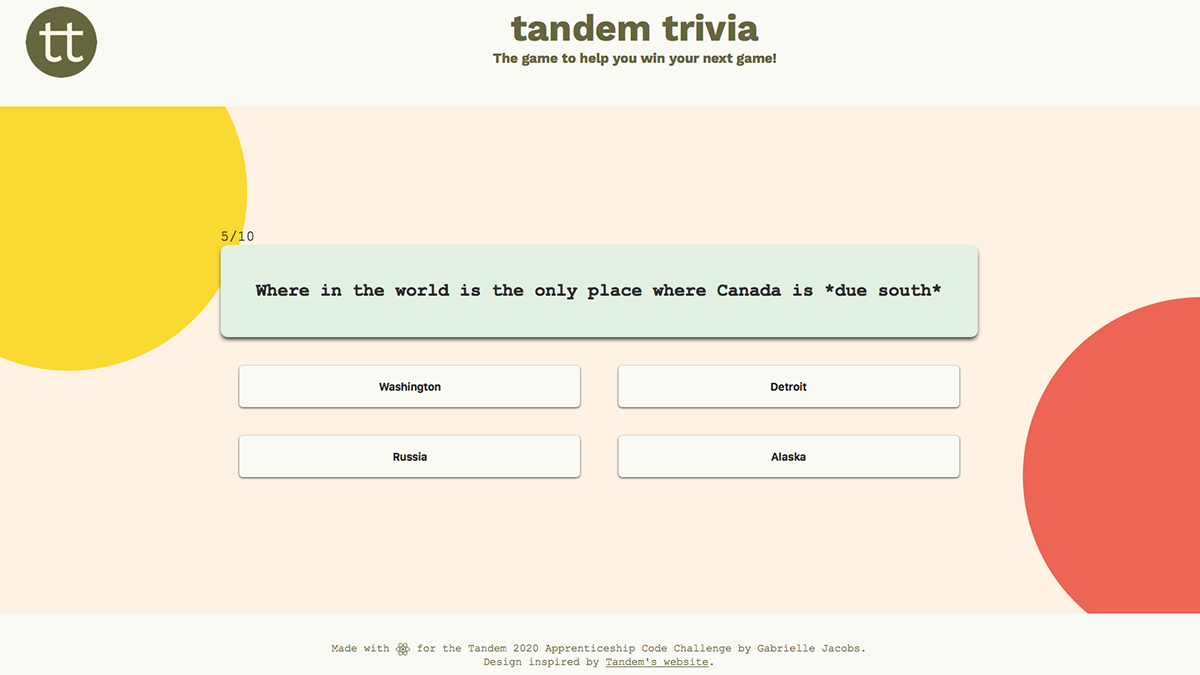 tt
tandem trivia
The game to help you win your next game!
5/10
Where in the world is the only place where Canada is *due south*
Washington
Detroit
Russia
Alaska
Made with for the Tandem 2020 Apprenticeship Code Challenge by Gabrielle Jacobs.
Design inspired by Tandem's website.